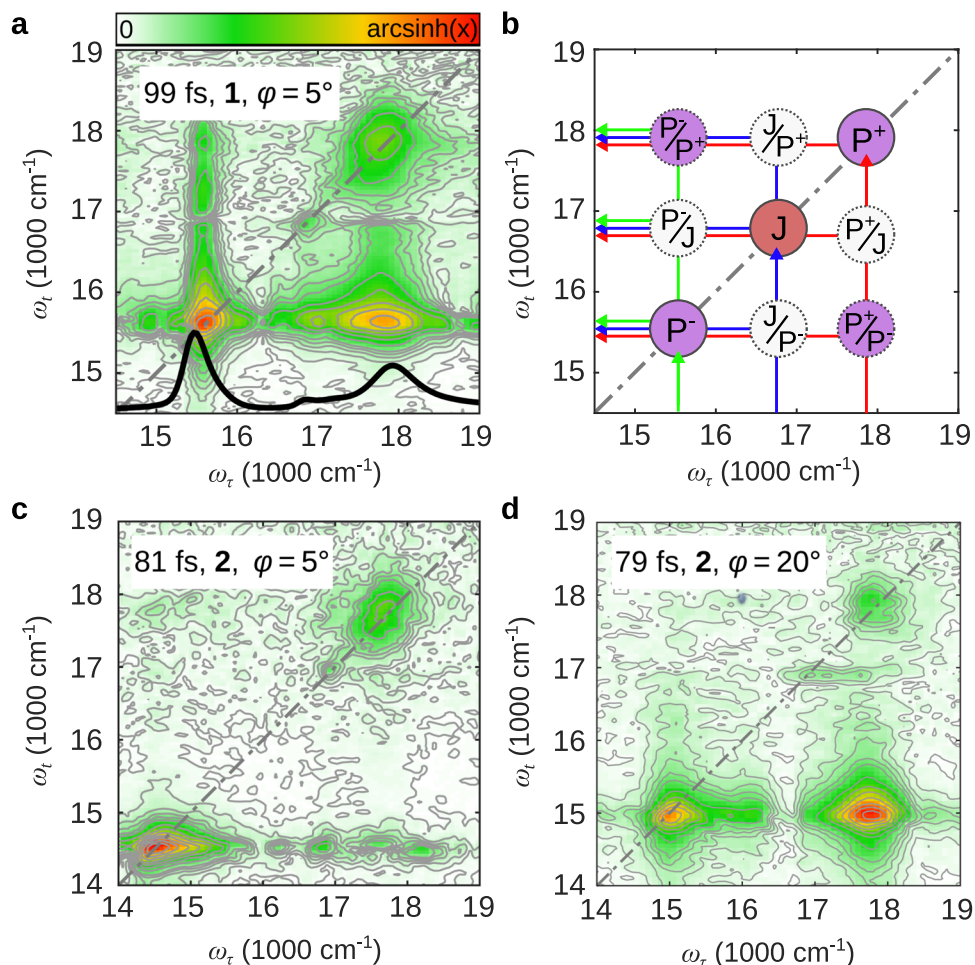 a
0 arcsinh(x)
99 fs, 1, φ = 5°
19
18
17
16
15
ωt (1000 cm-1)
15 16 17 18 19
ωτ (1000 cm-1)
b
19
18
17
16
15
ωt (1000 cm-1)
P-/P+ J/P+ P+
P-/J J P+/J
P- J/P- P+/P-
15 16 17 18 19
ωτ (1000 cm-1)
c
81 fs, 2, φ = 5°
19
18
17
16
15
14
ωt (1000 cm-1)
14 15 16 17 18 19
ωτ (1000 cm-1)
d
79 fs, 2, φ = 20°
19
18
17
16
15
14
ωt (1000 cm-1)
14 15 16 17 18 19
ωτ (1000 cm-1)